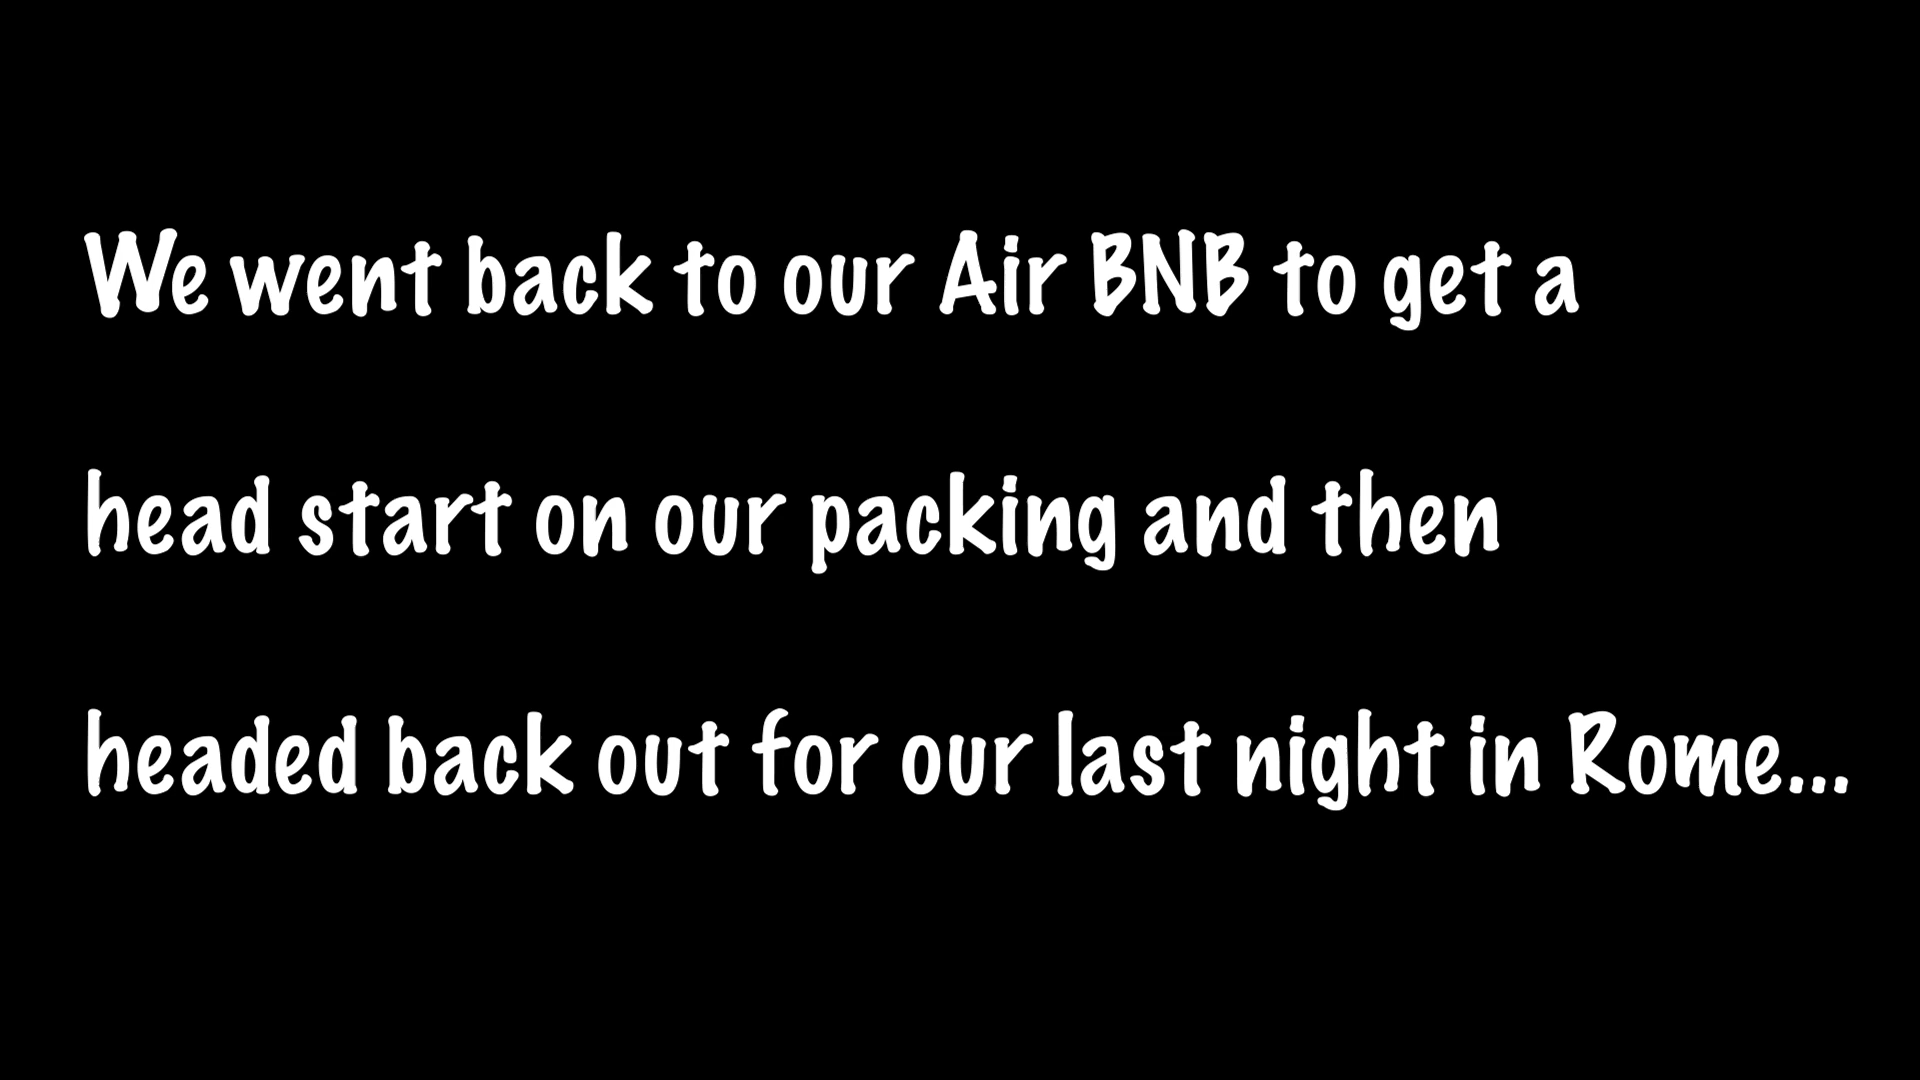 We went back to our Air BNB to get a
head start on our packing and then
headed back out for our last night in Rome...